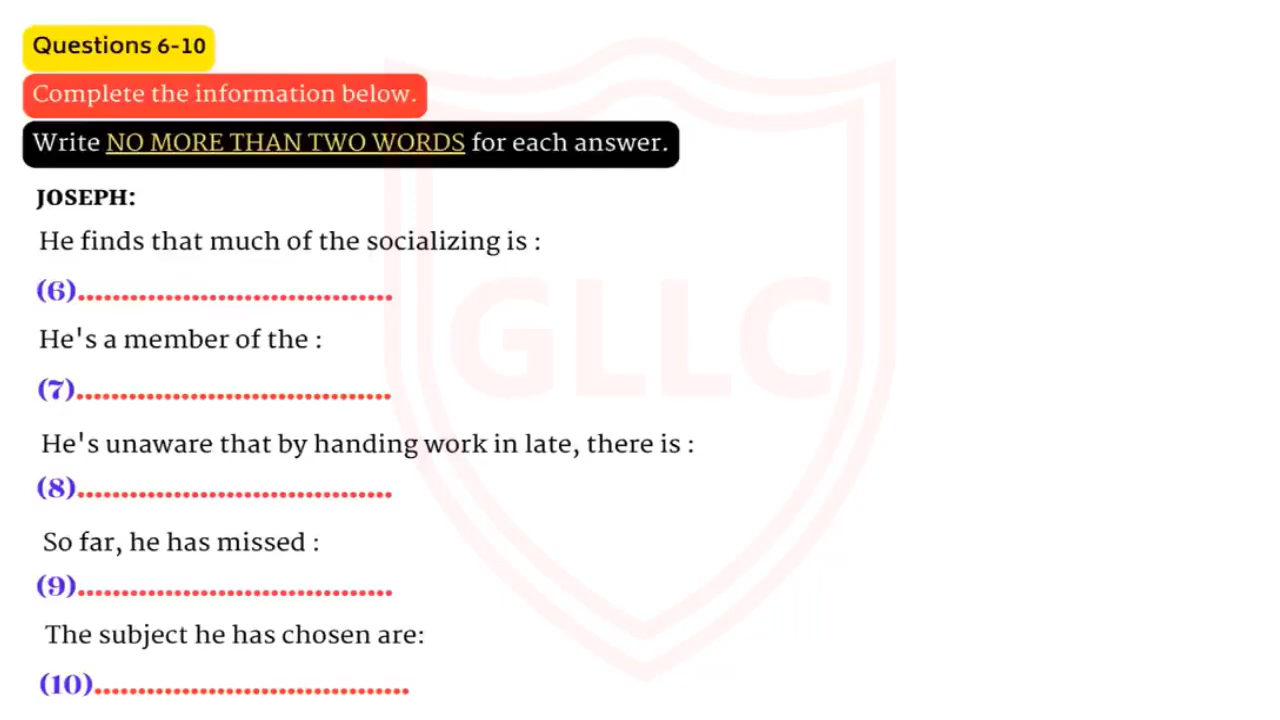 Questions 6-10
Complete the information below.
Write NO MORE THAN TWO WORDS for each answer.
JOSEPH:
He finds that much of the socializing is :
(6)....................................
He's a member of the :
(7)....................................
He's unaware that by handing work in late, there is :
(8)....................................
So far, he has missed :
(9)....................................
The subject he has chosen are:
(10)....................................
GLLC